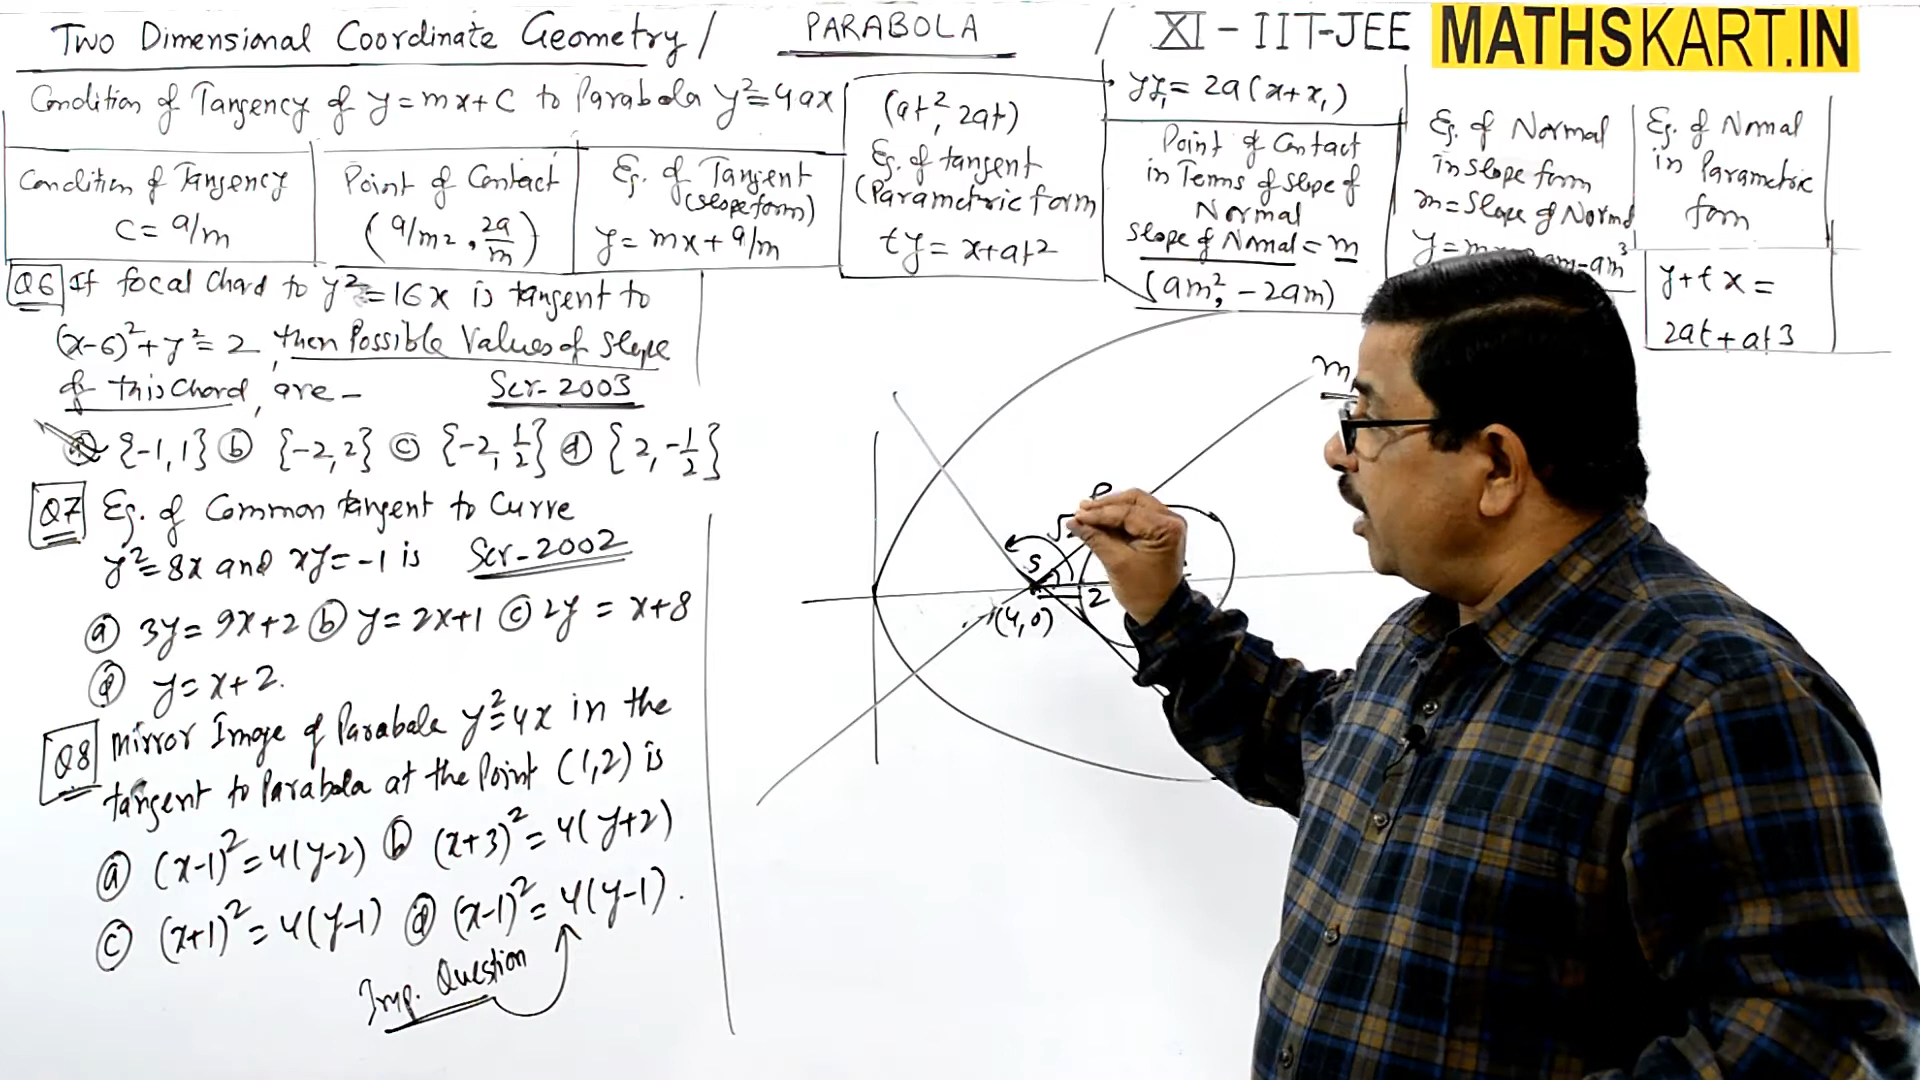 Two Dimensional Coordinate Geometry / PARABOLA / XI - IIT-JEE MATHSKART.IN
Condition of Tangency of y = mx + c to Parabola y² = 4ax
Condition of Tangency
c = a/m
Point of Contact
(a/m², 2a/m)
Eq. of Tangent
(slope form)
y = mx + a/m
(at², 2at)
Eq. of tangent
(Parametric form
ty = x + at²
yy₁ = 2a(x + x₁)
Point of Contact
in Terms of slope of
Normal
slope of Normal = m
(am², -2am)
Eq. of Normal
in slope form
m = slope of Normal
Eq. of Normal
in Parametric
form
y + tx =
2at + at3
Q6 If focal Chord to y² = 16x is tangent to
(x-6)² + y² = 2, then Possible Values of slope
of this Chord, are - Scr-2003
ⓐ {-1, 1} ⓑ {-2, 2} ⓒ {-2, 1/2} ⓓ {2, -1/2}
Q7 Eq. of Common tangent to Curve
y² = 8x and xy = -1 is Scr-2002
ⓐ 3y = 9x + 2 ⓑ y = 2x + 1 ⓒ 2y = x + 8
ⓓ y = x + 2.
Q8 Mirror Image of Parabola y² = 4x in the
tangent to Parabola at the Point (1,2) is
ⓐ (x-1)² = 4(y-2) ⓑ (x+3)² = 4(y+2)
ⓒ (x+1)² = 4(y-1) ⓓ (x-1)² = 4(y-1).
Imp. Question
m
P
S
2
(4,0)